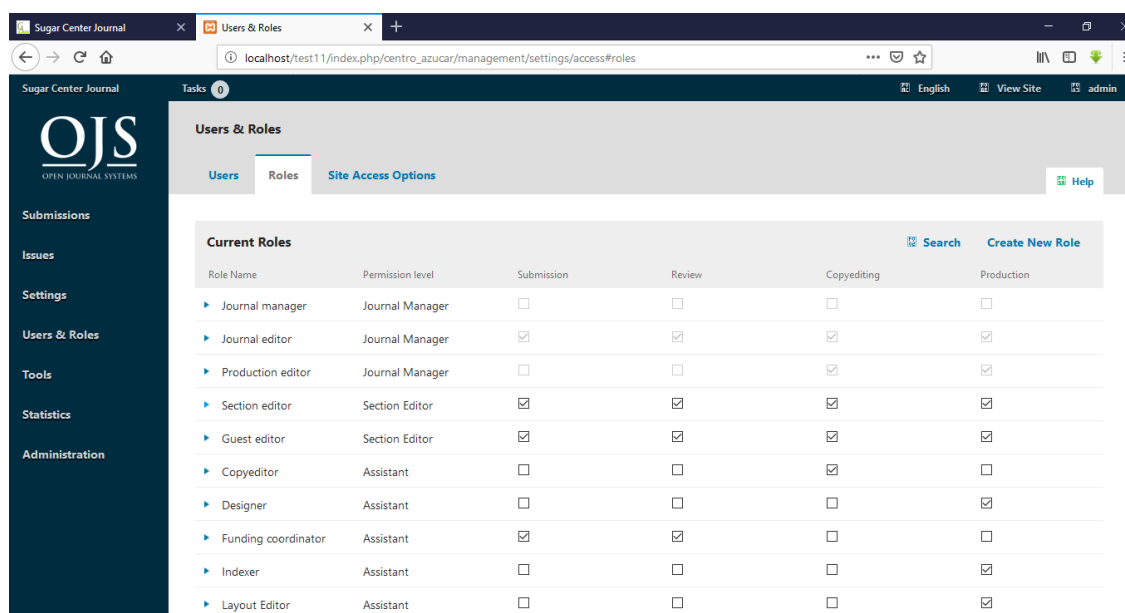 Sugar Center Journal Users & Roles
localhost/test11/index.php/centro_azucar/management/settings/access#roles
Sugar Center Journal Tasks 0 English View Site admin
OJS
OPEN JOURNAL SYSTEMS
Users & Roles
Users Roles Site Access Options
Help
Submissions
Issues
Settings
Users & Roles
Tools
Statistics
Administration
Current Roles Search Create New Role
Role Name Permission level Submission Review Copyediting Production
Journal manager Journal Manager
Journal editor Journal Manager
Production editor Journal Manager
Section editor Section Editor
Guest editor Section Editor
Copyeditor Assistant
Designer Assistant
Funding coordinator Assistant
Indexer Assistant
Layout Editor Assistant